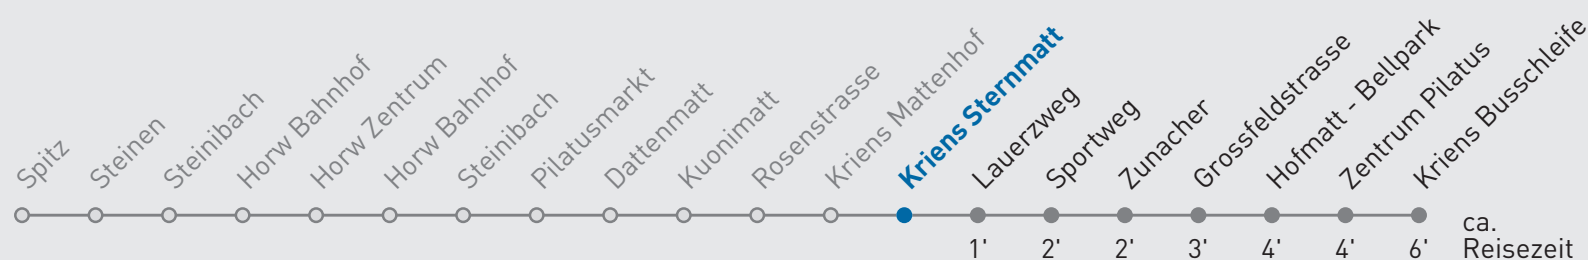 Spitz
Steinen
Steinibach
Horw Bahnhof
Horw Zentrum
Horw Bahnhof
Steinibach
Pilatusmarkt
Dattenmatt
Kuonimatt
Rosenstrasse
Kriens Mattenhof
Kriens Sternmatt
Lauerzweg
Sportweg
Zunacher
Grossfeldstrasse
Hofmatt - Bellpark
Zentrum Pilatus
Kriens Busschleife
1' 2' 2' 3' 4' 4' 6'
ca.
Reisezeit